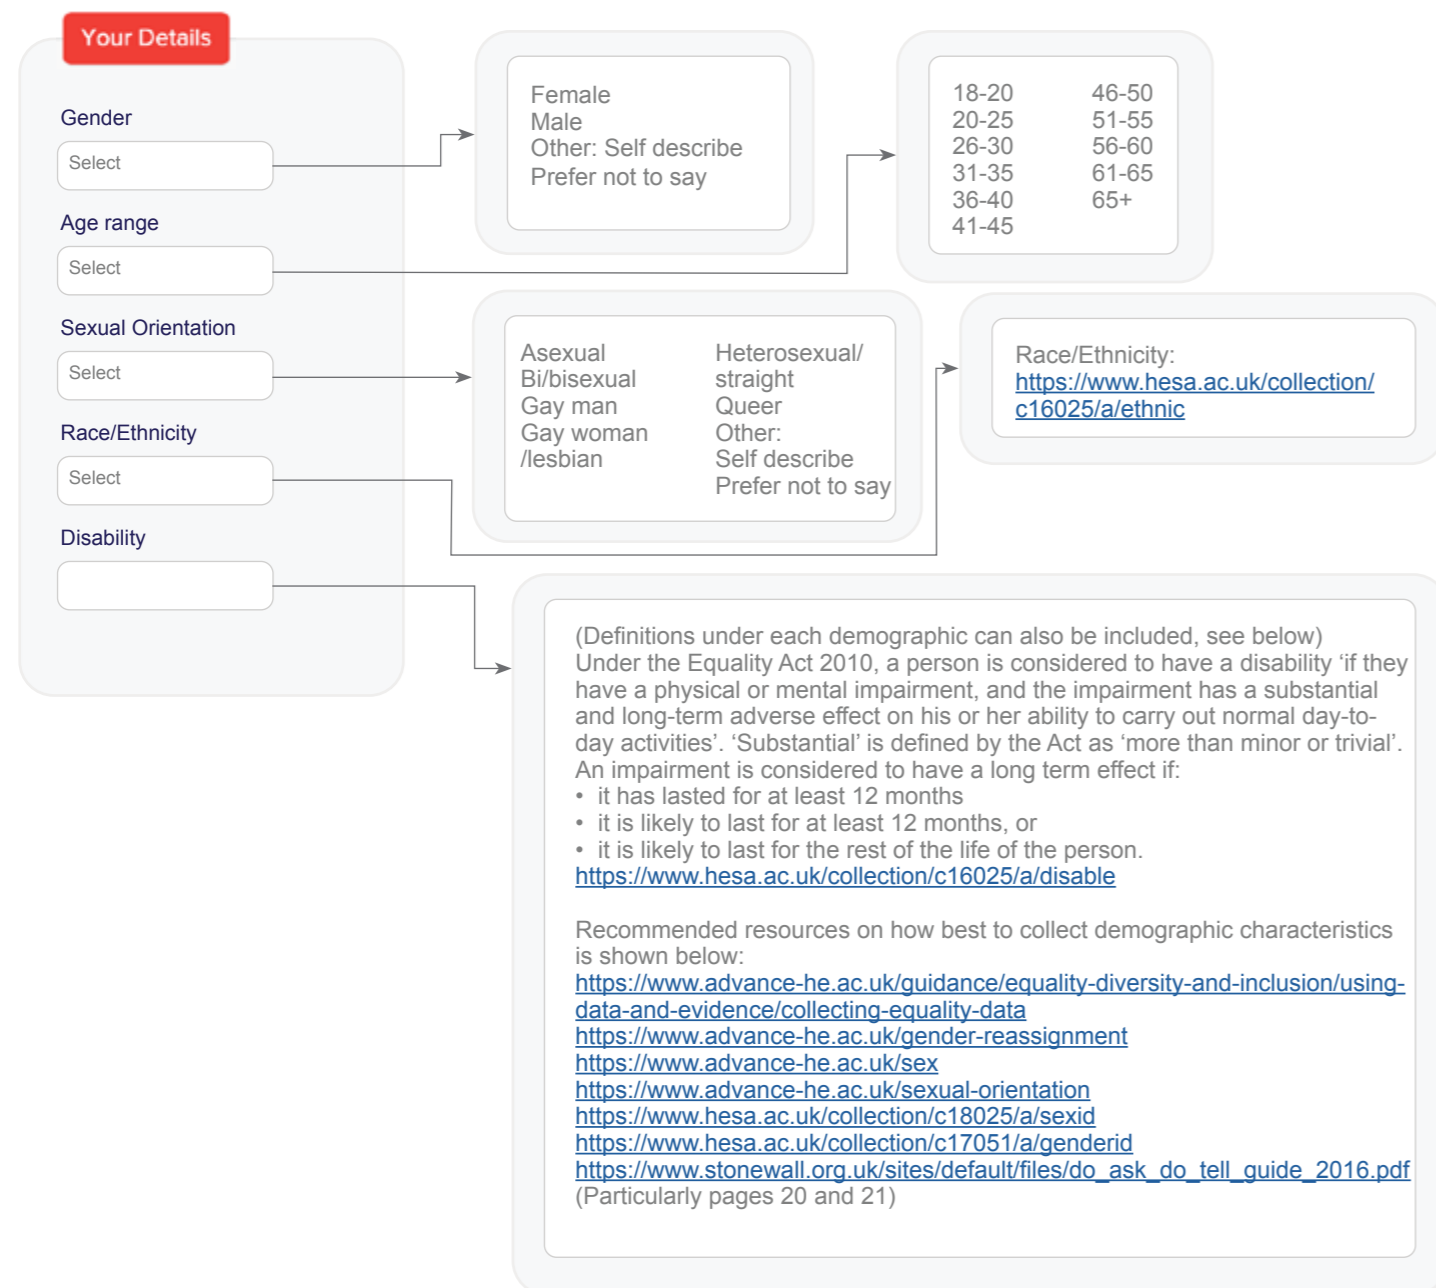 Your Details
Gender
Select
Age range
Select
Sexual Orientation
Select
Race/Ethnicity
Select
Disability
Female
Male
Other: Self describe
Prefer not to say
18-20
20-25
26-30
31-35
36-40
41-45
46-50
51-55
56-60
61-65
65+
Asexual
Bi/bisexual
Gay man
Gay woman
/lesbian
Heterosexual/
straight
Queer
Other:
Self describe
Prefer not to say
Race/Ethnicity:
https://www.hesa.ac.uk/collection/
c16025/a/ethnic
(Definitions under each demographic can also be included, see below)
Under the Equality Act 2010, a person is considered to have a disability ‘if they
have a physical or mental impairment, and the impairment has a substantial
and long-term adverse effect on his or her ability to carry out normal day-to-
day activities’. ‘Substantial’ is defined by the Act as ‘more than minor or trivial’.
An impairment is considered to have a long term effect if:
• it has lasted for at least 12 months
• it is likely to last for at least 12 months, or
• it is likely to last for the rest of the life of the person.
https://www.hesa.ac.uk/collection/c16025/a/disable
Recommended resources on how best to collect demographic characteristics
is shown below:
https://www.advance-he.ac.uk/guidance/equality-diversity-and-inclusion/using-
data-and-evidence/collecting-equality-data
https://www.advance-he.ac.uk/gender-reassignment
https://www.advance-he.ac.uk/sex
https://www.advance-he.ac.uk/sexual-orientation
https://www.hesa.ac.uk/collection/c18025/a/sexid
https://www.hesa.ac.uk/collection/c17051/a/genderid
https://www.stonewall.org.uk/sites/default/files/do_ask_do_tell_guide_2016.pdf
(Particularly pages 20 and 21)